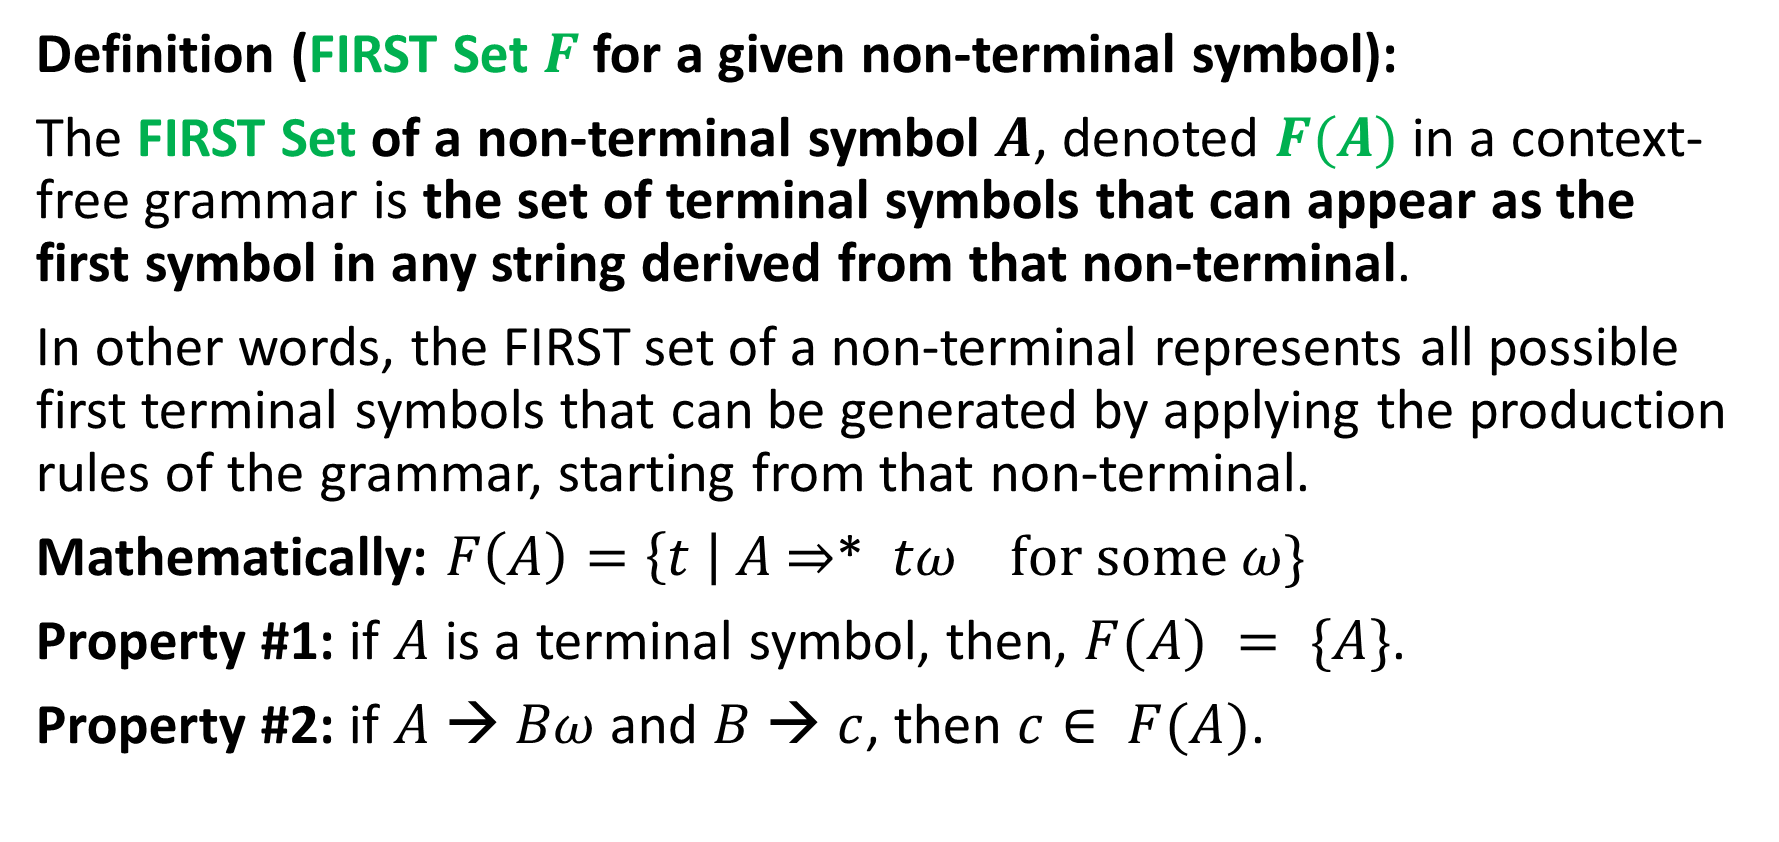 Definition (FIRST Set F for a given non-terminal symbol):
The FIRST Set of a non-terminal symbol A, denoted F(A) in a context-
free grammar is the set of terminal symbols that can appear as the
first symbol in any string derived from that non-terminal.
In other words, the FIRST set of a non-terminal represents all possible
first terminal symbols that can be generated by applying the production
rules of the grammar, starting from that non-terminal.
Mathematically: F(A) = {t | A ⇒* tω for some ω}
Property #1: if A is a terminal symbol, then, F(A) = {A}.
Property #2: if A → Bω and B → c, then c ∈ F(A).